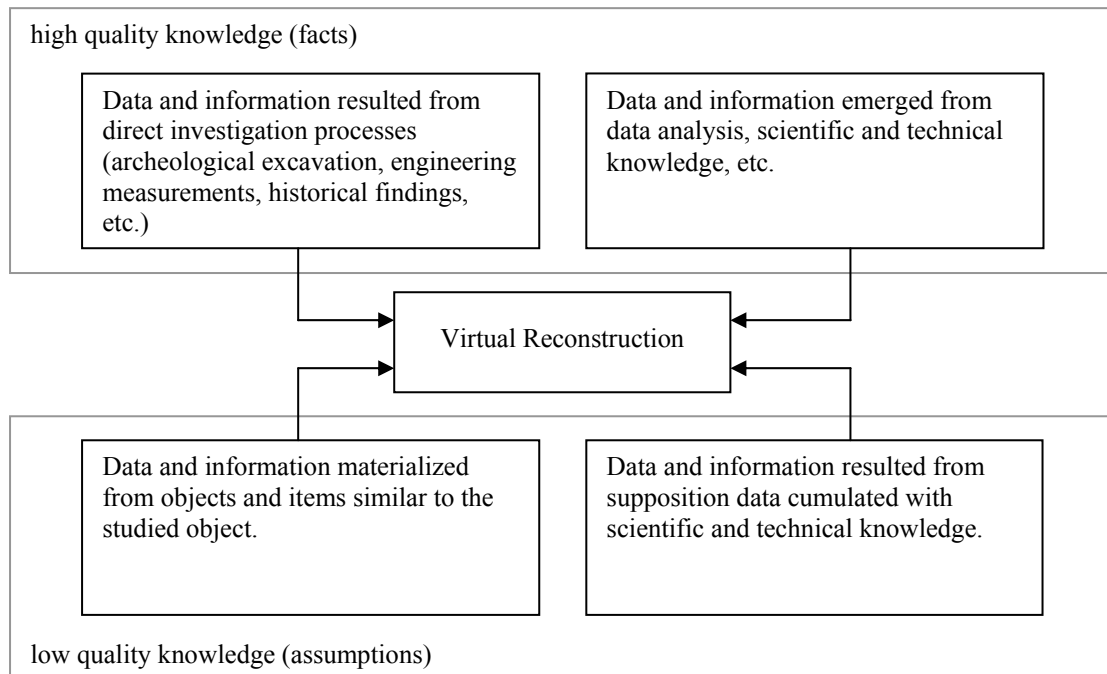 high quality knowledge (facts)
Data and information resulted from
direct investigation processes
(archeological excavation, engineering
measurements, historical findings,
etc.)
Data and information emerged from
data analysis, scientific and technical
knowledge, etc.
Virtual Reconstruction
Data and information materialized
from objects and items similar to the
studied object.
Data and information resulted from
supposition data cumulated with
scientific and technical knowledge.
low quality knowledge (assumptions)